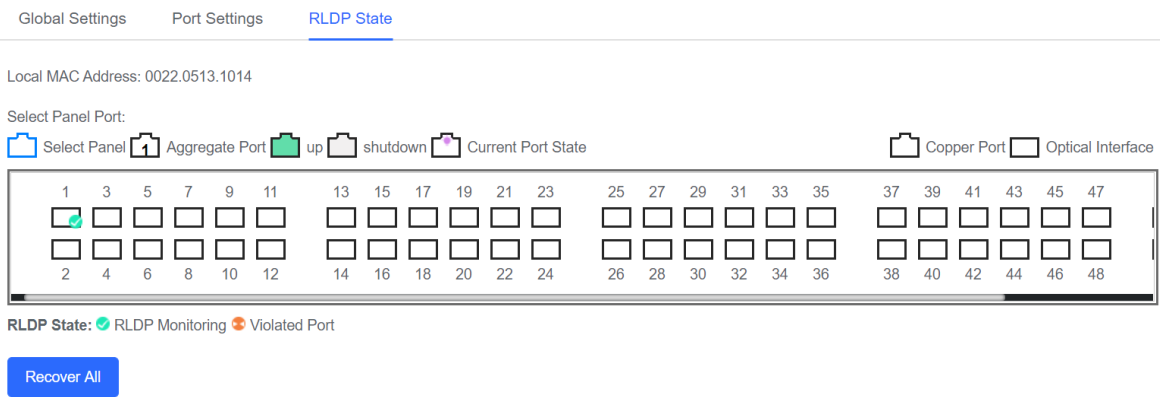 Global Settings Port Settings RLDP State
Local MAC Address: 0022.0513.1014
Select Panel Port:
Select Panel 1 Aggregate Port up shutdown Current Port State Copper Port Optical Interface
1 3 5 7 9 11 13 15 17 19 21 23 25 27 29 31 33 35 37 39 41 43 45 47
2 4 6 8 10 12 14 16 18 20 22 24 26 28 30 32 34 36 38 40 42 44 46 48
RLDP State: RLDP Monitoring Violated Port
Recover All